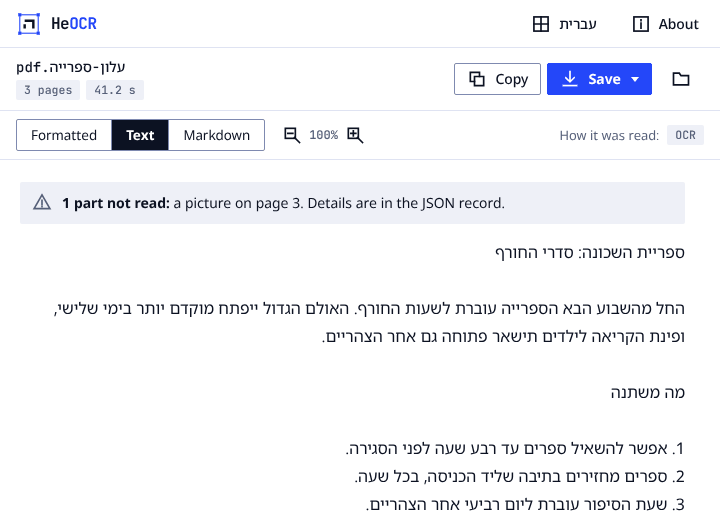 HeOCR
עברית
About
עלון-ספרייה.pdf
3 pages
41.2 s
Copy
Save
Formatted
Text
Markdown
100%
How it was read: OCR
1 part not read: a picture on page 3. Details are in the JSON record.
ספריית השכונה: סדרי החורף
החל מהשבוע הבא הספרייה עוברת לשעות החורף. האולם הגדול ייפתח מוקדם יותר בימי שלישי,
ופינת הקריאה לילדים תישאר פתוחה גם אחר הצהריים.
מה משתנה
1. אפשר להשאיל ספרים עד רבע שעה לפני הסגירה.
2. ספרים מחזירים בתיבה שליד הכניסה, בכל שעה.
3. שעת הסיפור עוברת ליום רביעי אחר הצהריים.